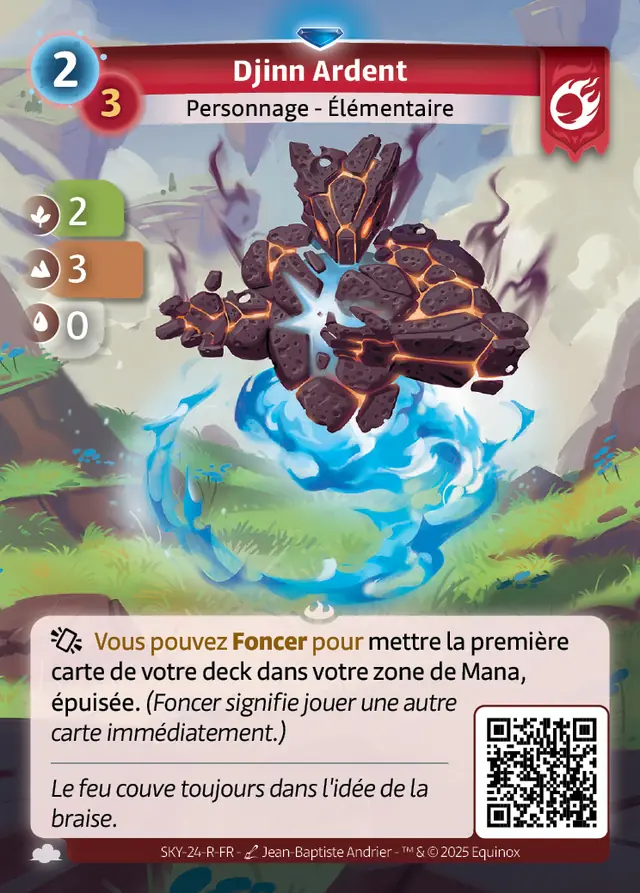 2
Djinn Ardent
3
Personnage - Élémentaire
2
3
0
Vous pouvez Foncer pour mettre la première
carte de votre deck dans votre zone de Mana,
épuisée. (Foncer signifie jouer une autre
carte immédiatement.)
Le feu couve toujours dans l'idée de la
braise.
SKY-24-R-FR - Jean-Baptiste Andrier - ™ & © 2025 Equinox